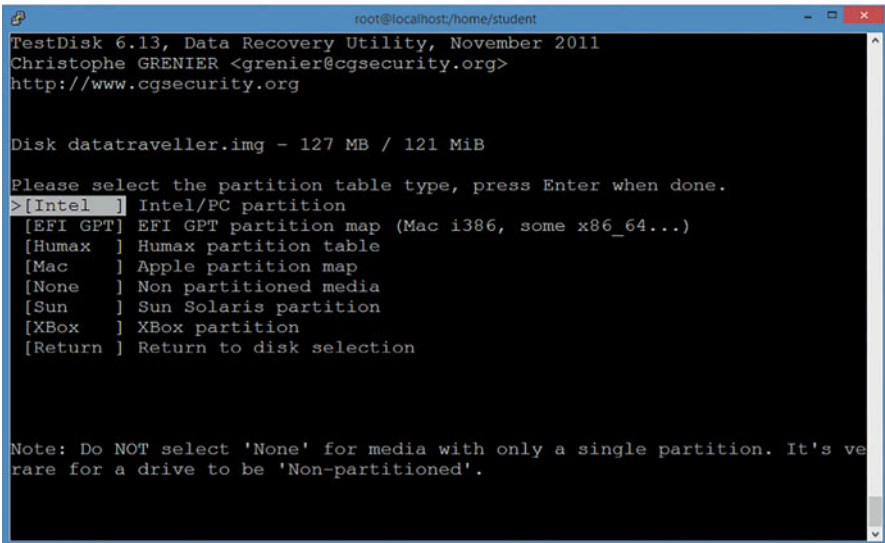 root@localhost:/home/student
TestDisk 6.13, Data Recovery Utility, November 2011
Christophe GRENIER <grenier@cgsecurity.org>
http://www.cgsecurity.org
Disk datatraveller.img - 127 MB / 121 MiB
Please select the partition table type, press Enter when done.
>[Intel  ] Intel/PC partition
[EFI GPT] EFI GPT partition map (Mac i386, some x86_64...)
[Humax  ] Humax partition table
[Mac    ] Apple partition map
[None   ] Non partitioned media
[Sun    ] Sun Solaris partition
[XBox   ] XBox partition
[Return ] Return to disk selection
Note: Do NOT select 'None' for media with only a single partition. It's ve
rare for a drive to be 'Non-partitioned'.